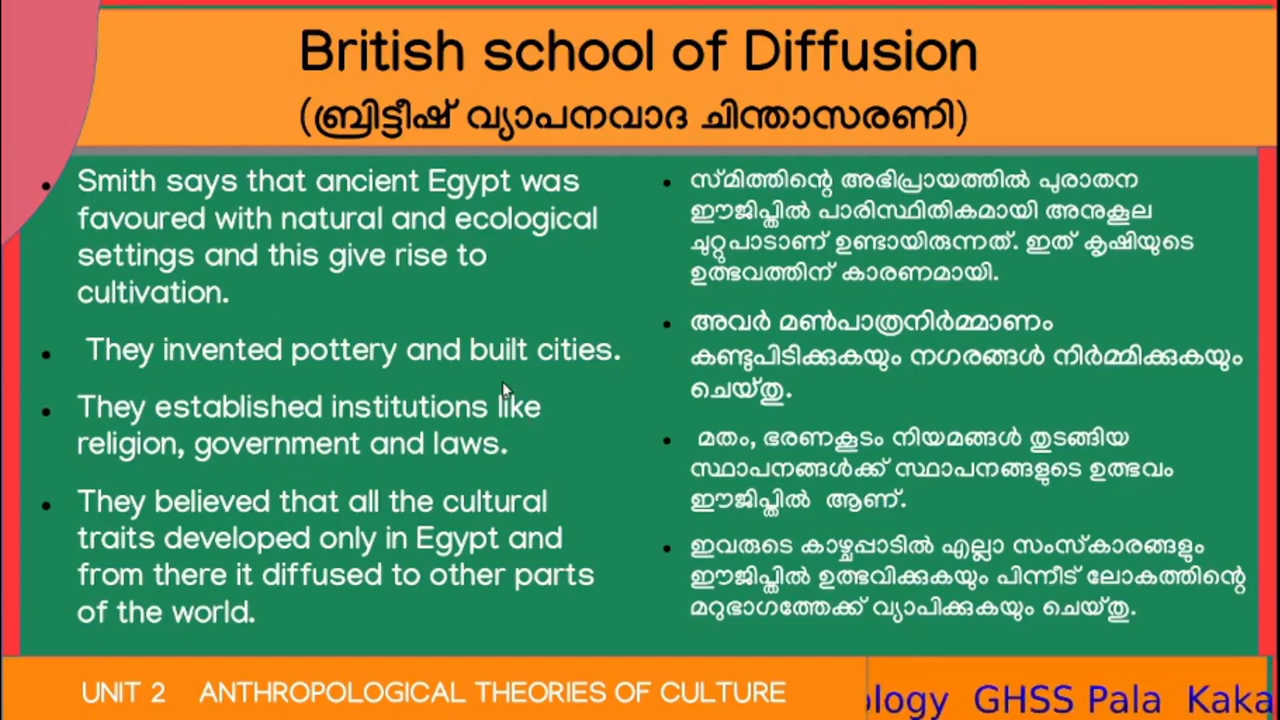 British school of Diffusion
(ബ്രിട്ടീഷ് വ്യാപനവാദ ചിന്താസരണി)
• Smith says that ancient Egypt was
favoured with natural and ecological
settings and this give rise to
cultivation.
• They invented pottery and built cities.
• They established institutions like
religion, government and laws.
• They believed that all the cultural
traits developed only in Egypt and
from there it diffused to other parts
of the world.
• സ്മിത്തിന്റെ അഭിപ്രായത്തിൽ പുരാതന
ഈജിപ്തിൽ പാരിസ്ഥിതികമായി അനുകൂല
ചുറ്റുപാടാണ് ഉണ്ടായിരുന്നത്. ഇത് കൃഷിയുടെ
ഉത്ഭവത്തിന് കാരണമായി.
• അവർ മൺപാത്രനിർമ്മാണം
കണ്ടുപിടിക്കുകയും നഗരങ്ങൾ നിർമ്മിക്കുകയും
ചെയ്തു.
• മതം, ഭരണകൂടം നിയമങ്ങൾ തുടങ്ങിയ
സ്ഥാപനങ്ങൾക്ക് സ്ഥാപനങ്ങളുടെ ഉത്ഭവം
ഈജിപ്തിൽ ആണ്.
• ഇവരുടെ കാഴ്ചപ്പാടിൽ എല്ലാ സംസ്കാരങ്ങളും
ഈജിപ്തിൽ ഉത്ഭവിക്കുകയും പിന്നീട് ലോകത്തിന്റെ
മറുഭാഗത്തേക്ക് വ്യാപിക്കുകയും ചെയ്തു.
UNIT 2 ANTHROPOLOGICAL THEORIES OF CULTURE
ology GHSS Pala Kaka